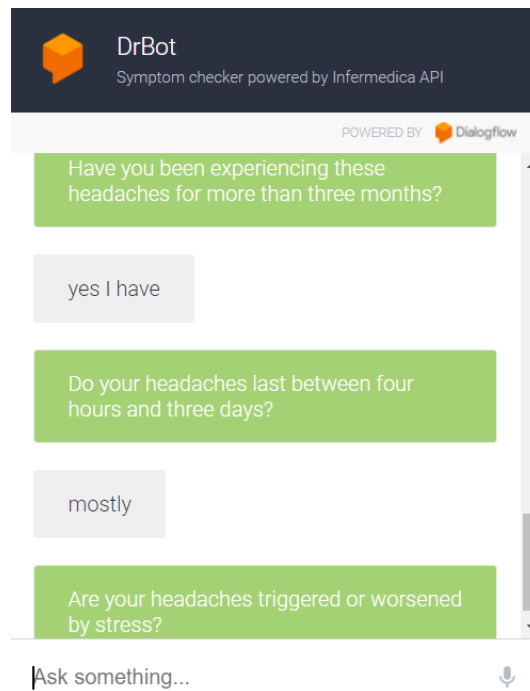 DrBot
Symptom checker powered by Infermedica API
POWERED BY Dialogflow
Have you been experiencing these
headaches for more than three months?
yes I have
Do your headaches last between four
hours and three days?
mostly
Are your headaches triggered or worsened
by stress?
Ask something...